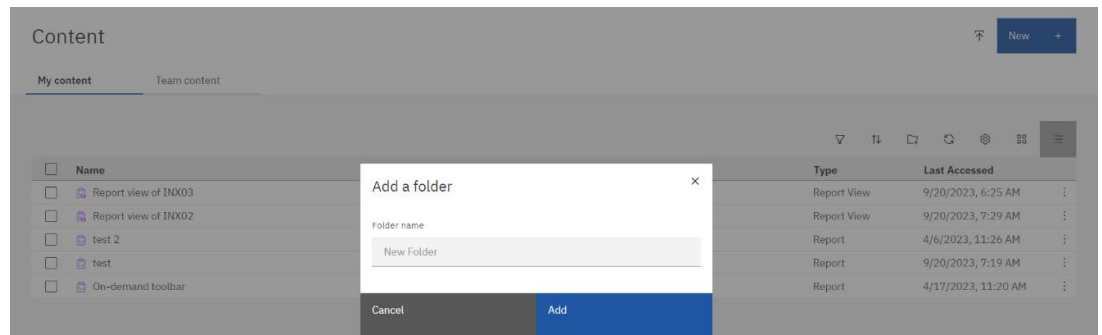 Content
New +
My content Team content
Name Type Last Accessed
Report view of INX03 Report View 9/20/2023, 6:25 AM
Report view of INX02 Report View 9/20/2023, 7:29 AM
test 2 Report 4/6/2023, 11:26 AM
test Report 9/20/2023, 7:19 AM
On-demand toolbar Report 4/17/2023, 11:20 AM
Add a folder
Folder name
New Folder
Cancel Add